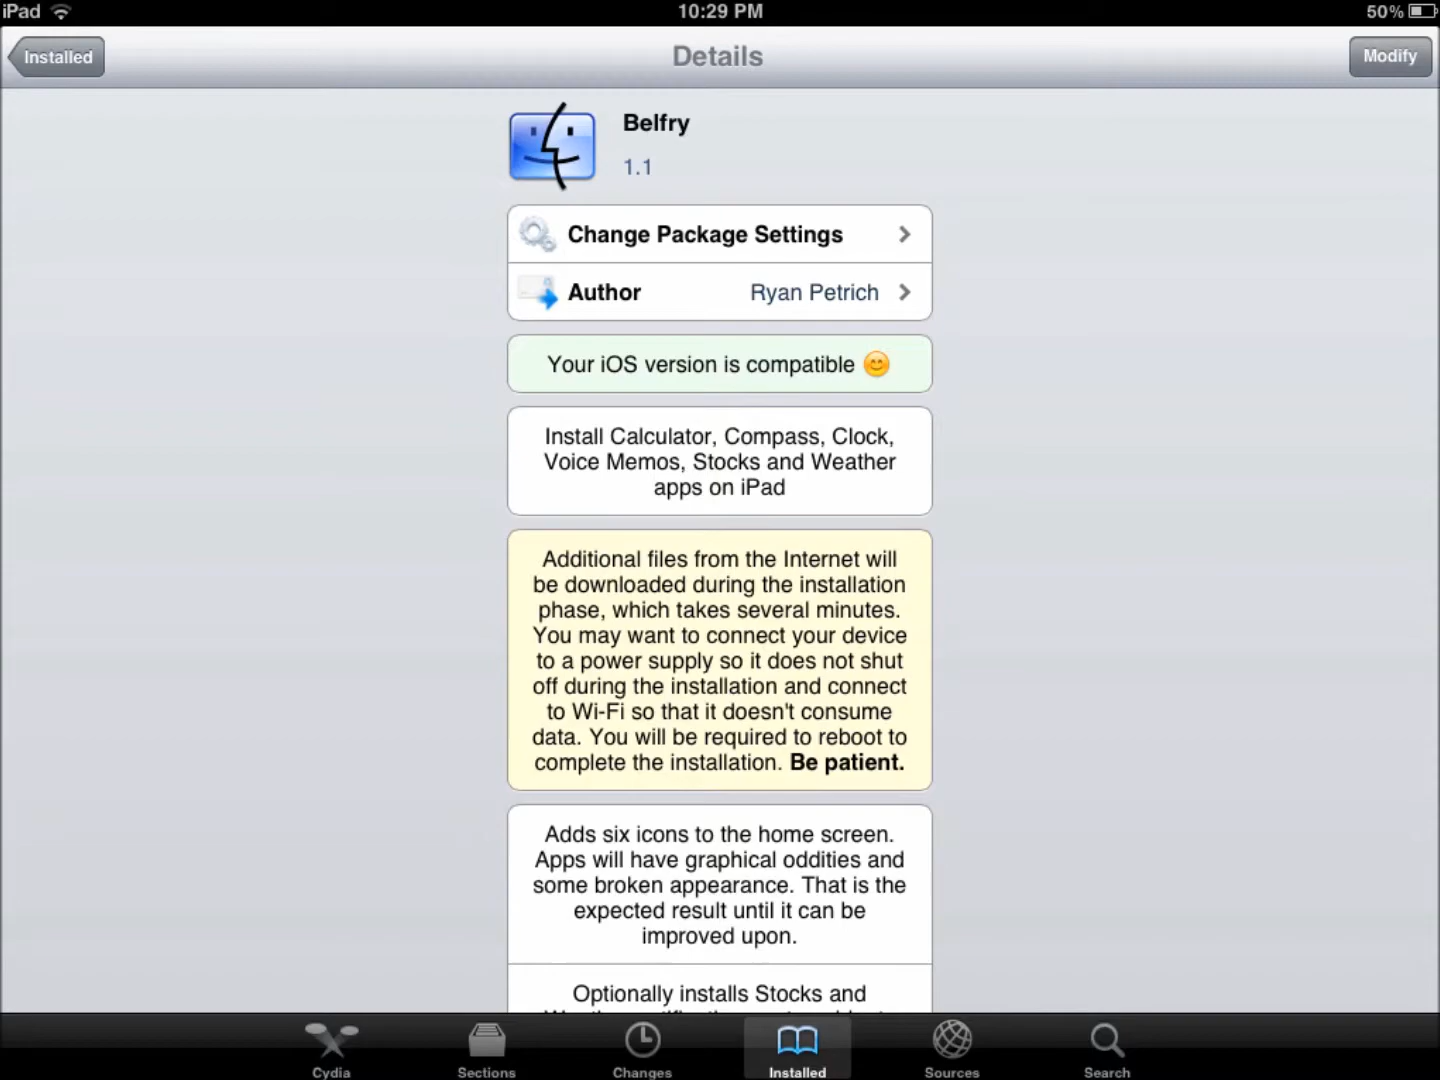 iPad
10:29 PM
50%
Installed
Details
Modify
Belfry
1.1
Change Package Settings
Author
Ryan Petrich
Your iOS version is compatible 😊
Install Calculator, Compass, Clock,
Voice Memos, Stocks and Weather
apps on iPad
Additional files from the Internet will
be downloaded during the installation
phase, which takes several minutes.
You may want to connect your device
to a power supply so it does not shut
off during the installation and connect
to Wi-Fi so that it doesn't consume
data. You will be required to reboot to
complete the installation. Be patient.
Adds six icons to the home screen.
Apps will have graphical oddities and
some broken appearance. That is the
expected result until it can be
improved upon.
Optionally installs Stocks and
Cydia
Sections
Changes
Installed
Sources
Search